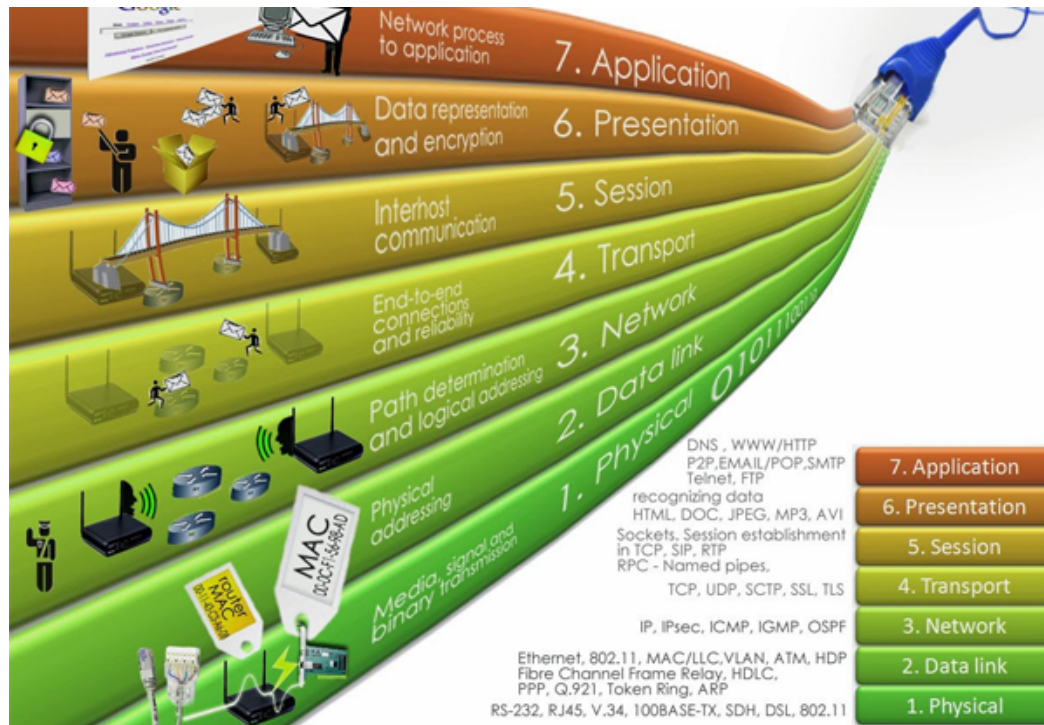 Google
Network process
to application
7. Application
Data representation
and encryption
6. Presentation
Interhost
communication
5. Session
End-to-end
connections
and reliability
4. Transport
Path determination
and logical addressing
3. Network
Physical
addressing
2. Data link
Media, signal and
binary transmission
1. Physical
010111100110
MAC
router
MAC
DNS , WWW/HTTP
P2P,EMAIL/POP,SMTP
Telnet, FTP
7. Application
recognizing data
HTML, DOC, JPEG, MP3, AVI
6. Presentation
Sockets. Session establishment
in TCP, SIP, RTP
RPC - Named pipes,
5. Session
TCP, UDP, SCTP, SSL, TLS
4. Transport
IP, IPsec, ICMP, IGMP, OSPF
3. Network
Ethernet, 802.11, MAC/LLC,VLAN, ATM, HDP
Fibre Channel Frame Relay, HDLC,
PPP, Q.921, Token Ring, ARP
2. Data link
RS-232, RJ45, V.34, 100BASE-TX, SDH, DSL, 802.11
1. Physical